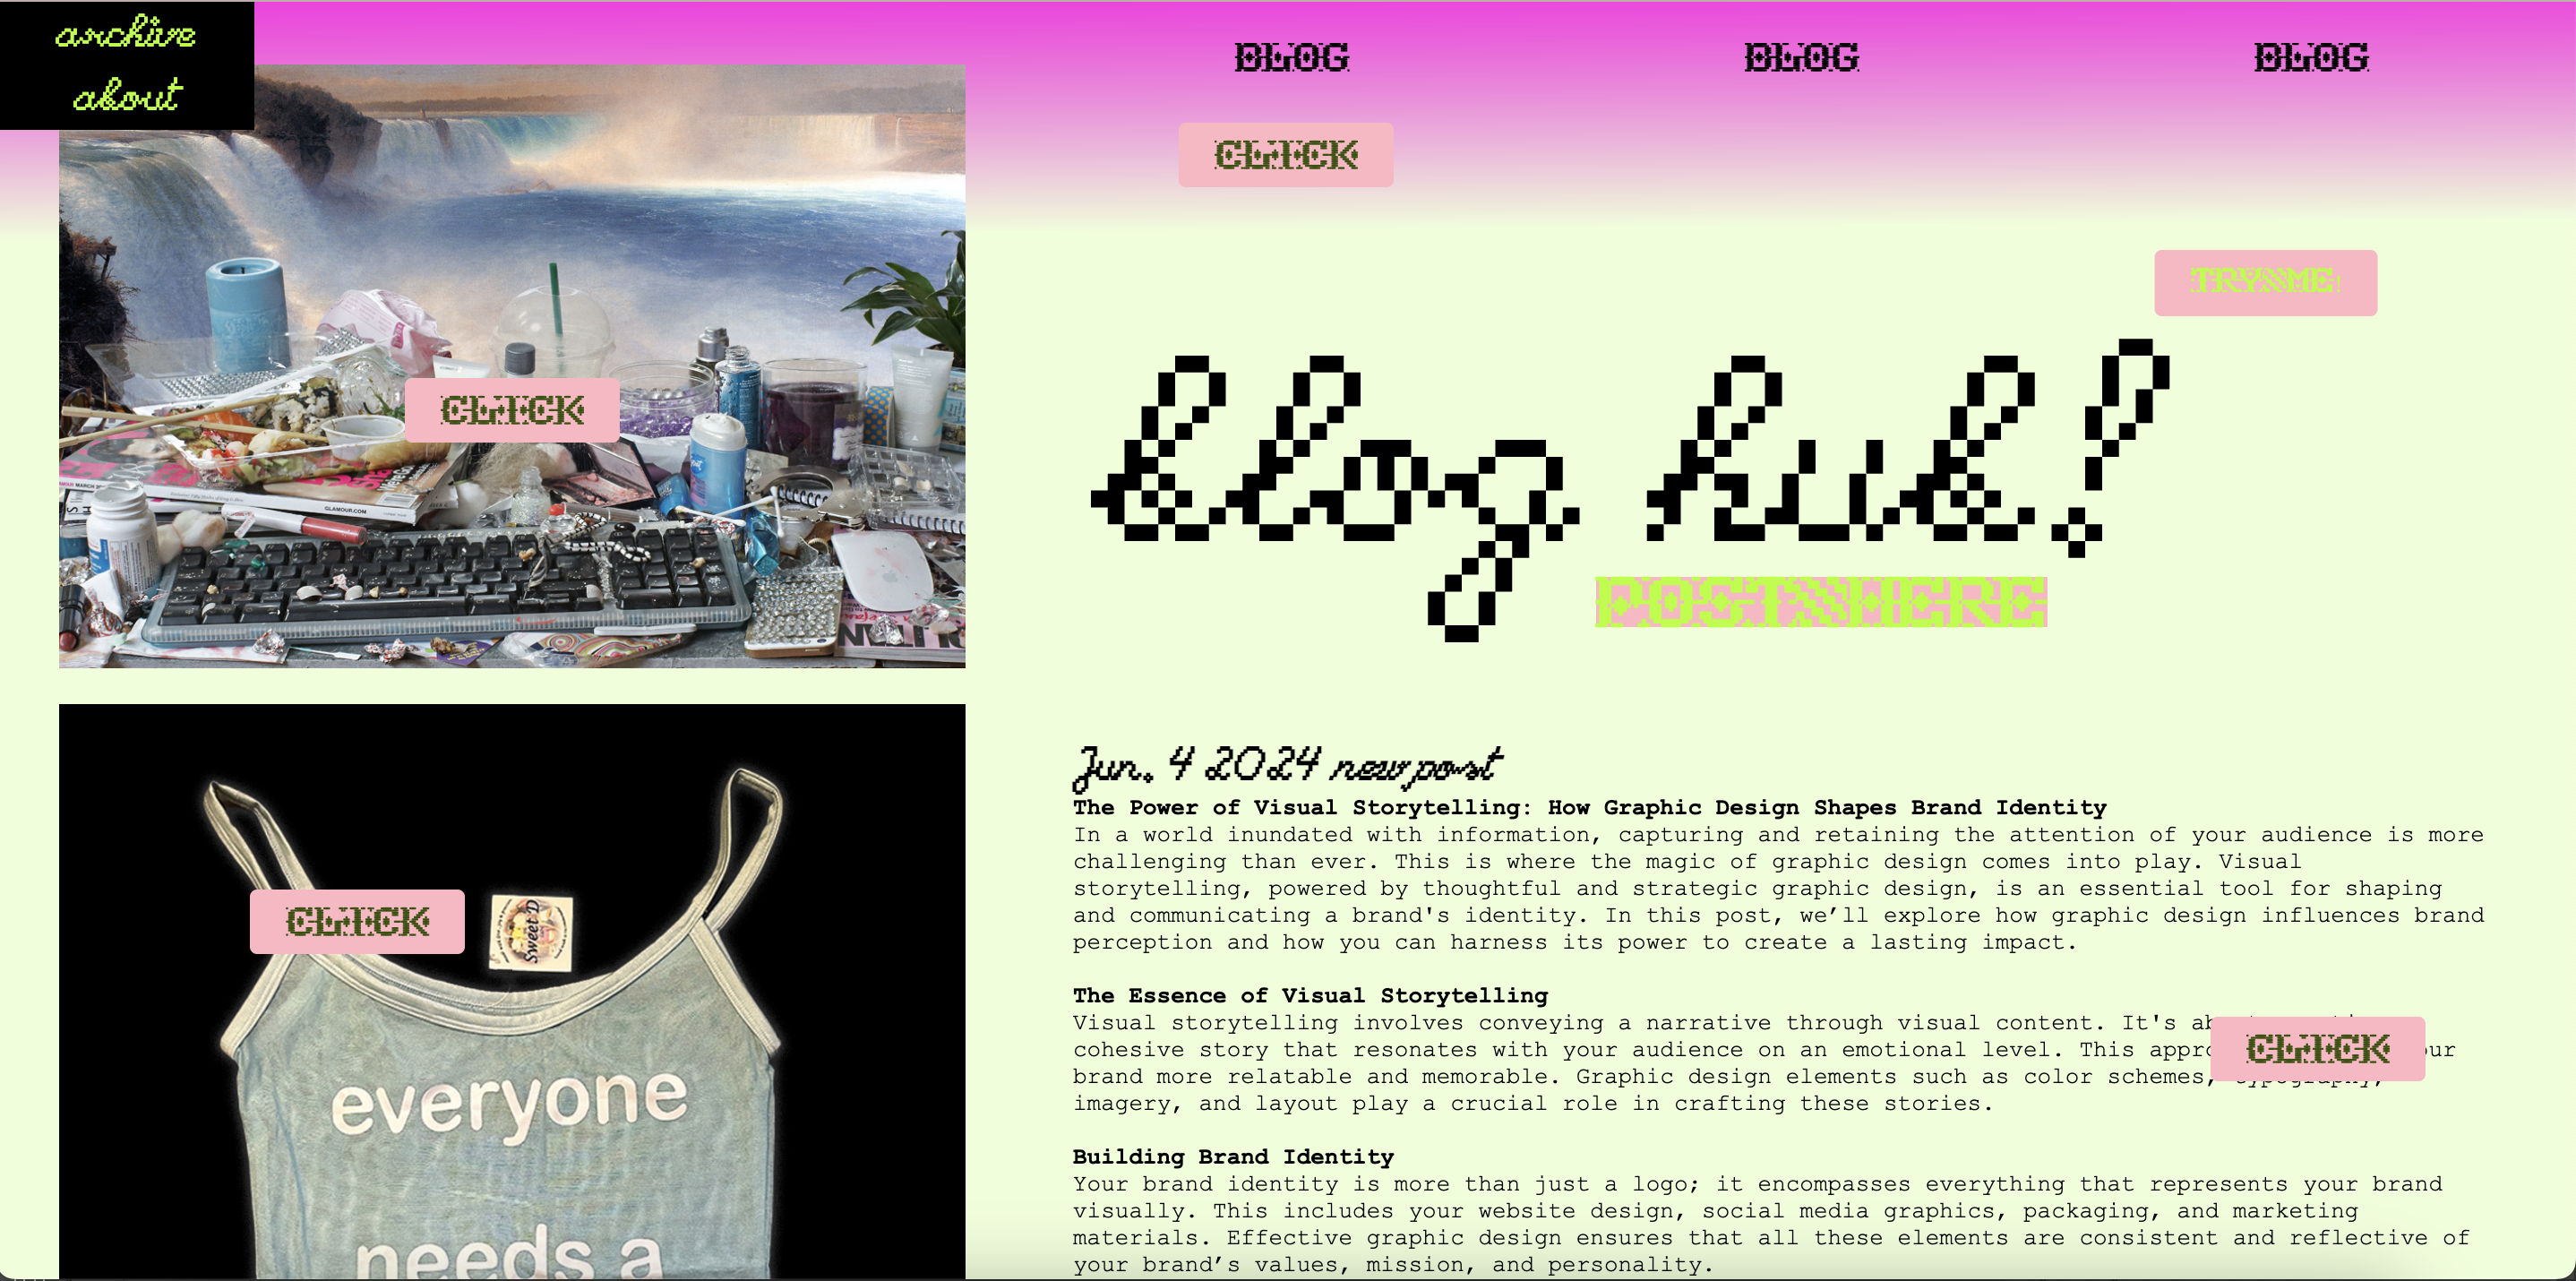 archive
about
BLOG BLOG BLOG
CLICK
TRY ME!
blog hub!
POST HERE
CLICK
GLAMOUR.COM
Jun. 4 2024 new post
The Power of Visual Storytelling: How Graphic Design Shapes Brand Identity
In a world inundated with information, capturing and retaining the attention of your audience is more
challenging than ever. This is where the magic of graphic design comes into play. Visual
storytelling, powered by thoughtful and strategic graphic design, is an essential tool for shaping
and communicating a brand's identity. In this post, we’ll explore how graphic design influences brand
perception and how you can harness its power to create a lasting impact.
CLICK
Sweet D
everyone
needs a
The Essence of Visual Storytelling
Visual storytelling involves conveying a narrative through visual content. It's
cohesive story that resonates with your audience on an emotional level. This
brand more relatable and memorable. Graphic design elements such as color schemes,
imagery, and layout play a crucial role in crafting these stories.
CLICK
Building Brand Identity
Your brand identity is more than just a logo; it encompasses everything that represents your brand
visually. This includes your website design, social media graphics, packaging, and marketing
materials. Effective graphic design ensures that all these elements are consistent and reflective of
your brand’s values, mission, and personality.